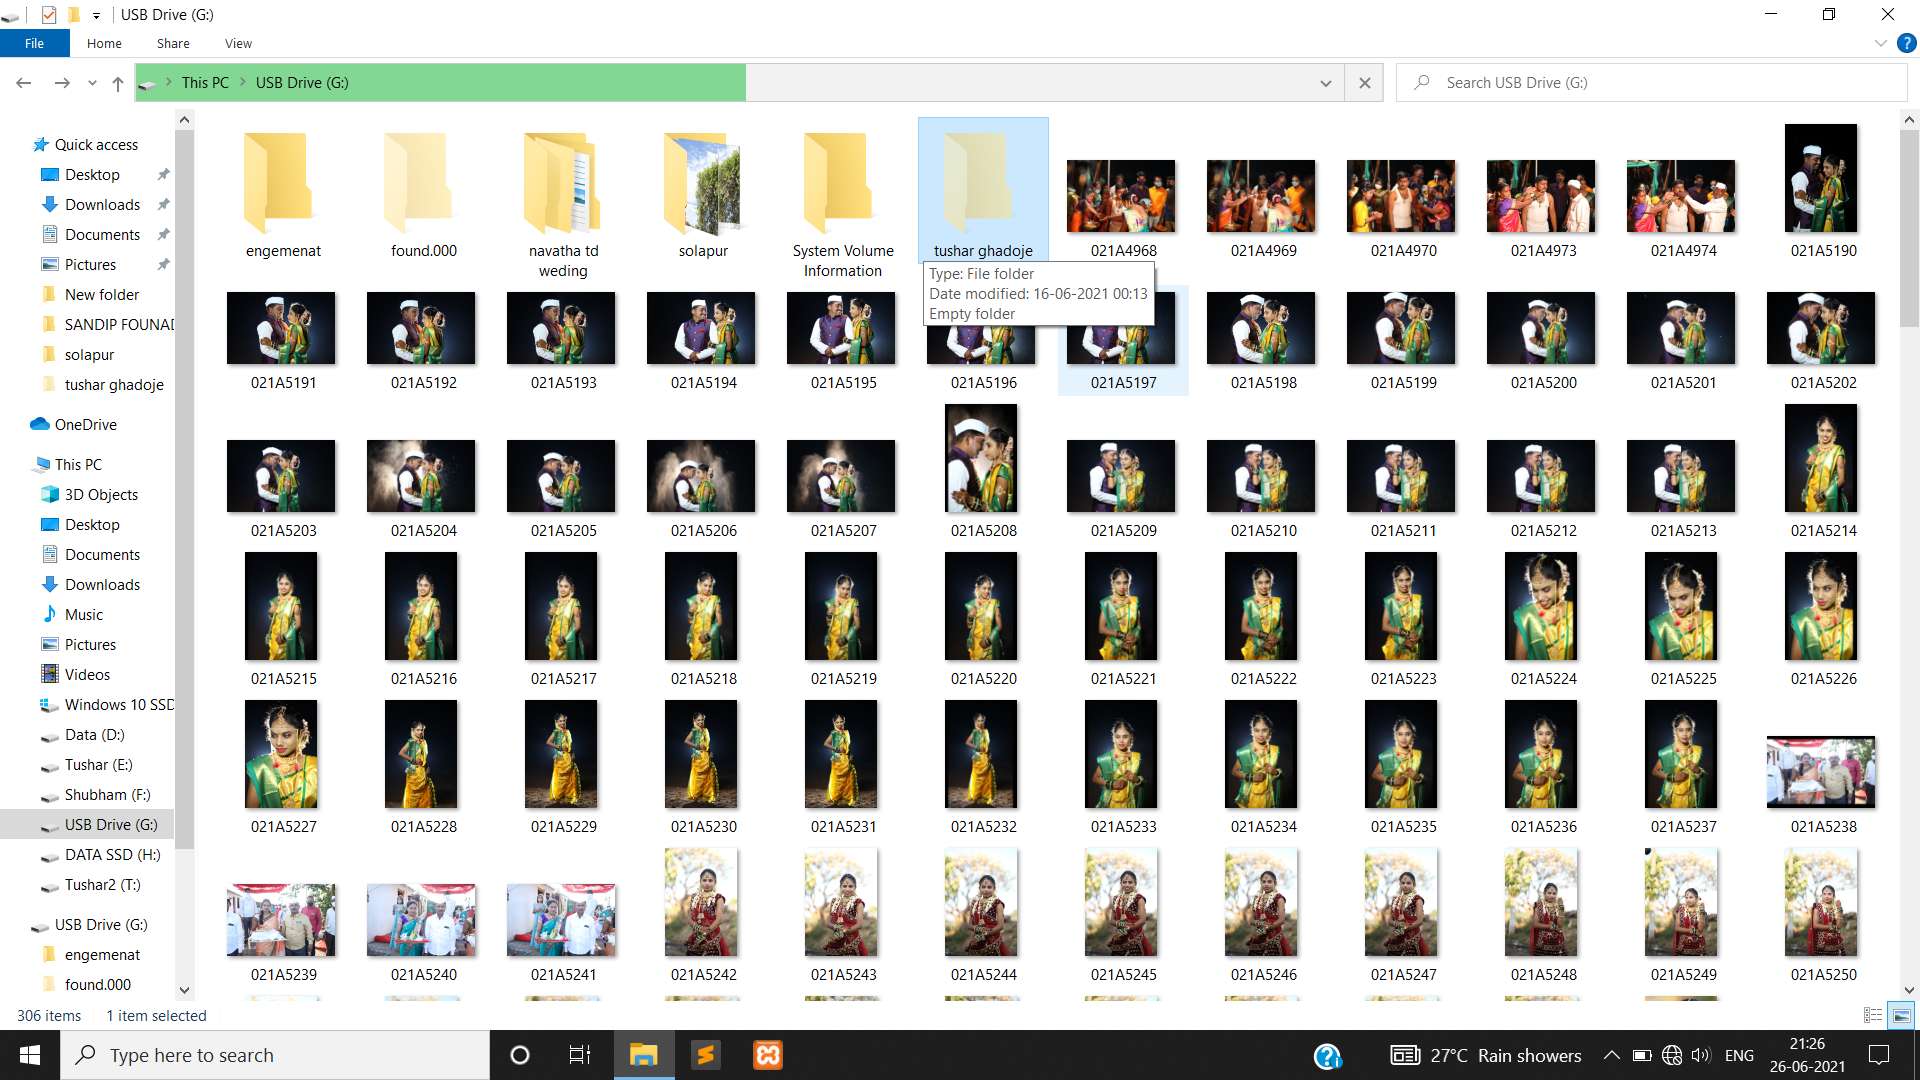 USB Drive (G:)
File Home Share View
This PC USB Drive (G:)
Search USB Drive (G:)
Quick access
Desktop
Downloads
Documents
Pictures
New folder
SANDIP FOUNAD
solapur
tushar ghadoje
OneDrive
This PC
3D Objects
Desktop
Documents
Downloads
Music
Pictures
Videos
Windows 10 SSD
Data (D:)
Tushar (E:)
Shubham (F:)
USB Drive (G:)
DATA SSD (H:)
Tushar2 (T:)
USB Drive (G:)
engemenat
found.000
engemenat found.000 navatha td weding solapur System Volume Information tushar ghadoje 021A4968 021A4969 021A4970 021A4973 021A4974 021A5190
Type: File folder
Date modified: 16-06-2021 00:13
Empty folder
021A5191 021A5192 021A5193 021A5194 021A5195 021A5196 021A5197 021A5198 021A5199 021A5200 021A5201 021A5202
021A5203 021A5204 021A5205 021A5206 021A5207 021A5208 021A5209 021A5210 021A5211 021A5212 021A5213 021A5214
021A5215 021A5216 021A5217 021A5218 021A5219 021A5220 021A5221 021A5222 021A5223 021A5224 021A5225 021A5226
021A5227 021A5228 021A5229 021A5230 021A5231 021A5232 021A5233 021A5234 021A5235 021A5236 021A5237 021A5238
021A5239 021A5240 021A5241 021A5242 021A5243 021A5244 021A5245 021A5246 021A5247 021A5248 021A5249 021A5250
306 items 1 item selected
Type here to search
27°C Rain showers
ENG
21:26
26-06-2021